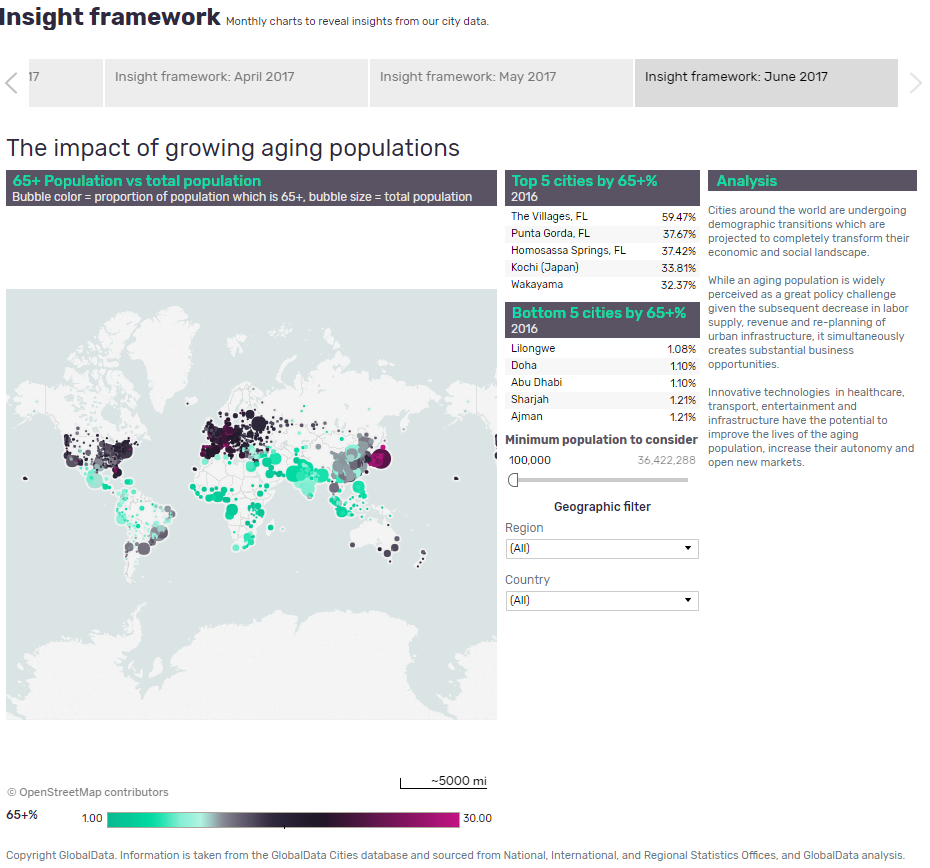 Insight framework Monthly charts to reveal insights from our city data.
17
Insight framework: April 2017
Insight framework: May 2017
Insight framework: June 2017
The impact of growing aging populations
65+ Population vs total population
Bubble color = proportion of population which is 65+, bubble size = total population
Top 5 cities by 65+%
2016
The Villages, FL 59.47%
Punta Gorda, FL 37.67%
Homosassa Springs, FL 37.42%
Kochi (Japan) 33.81%
Wakayama 32.37%
Bottom 5 cities by 65+%
2016
Lilongwe 1.08%
Doha 1.10%
Abu Dhabi 1.10%
Sharjah 1.21%
Ajman 1.21%
Minimum population to consider
100,000 36,422,288
Geographic filter
Region
(All)
Country
(All)
Analysis
Cities around the world are undergoing
demographic transitions which are
projected to completely transform their
economic and social landscape.
While an aging population is widely
perceived as a great policy challenge
given the subsequent decrease in labor
supply, revenue and re-planning of
urban infrastructure, it simultaneously
creates substantial business
opportunities.
Innovative technologies in healthcare,
transport, entertainment and
infrastructure have the potential to
improve the lives of the aging
population, increase their autonomy and
open new markets.
~5000 mi
© OpenStreetMap contributors
65+% 1.00 30.00
Copyright GlobalData. Information is taken from the GlobalData Cities database and sourced from National, International, and Regional Statistics Offices, and GlobalData analysis.